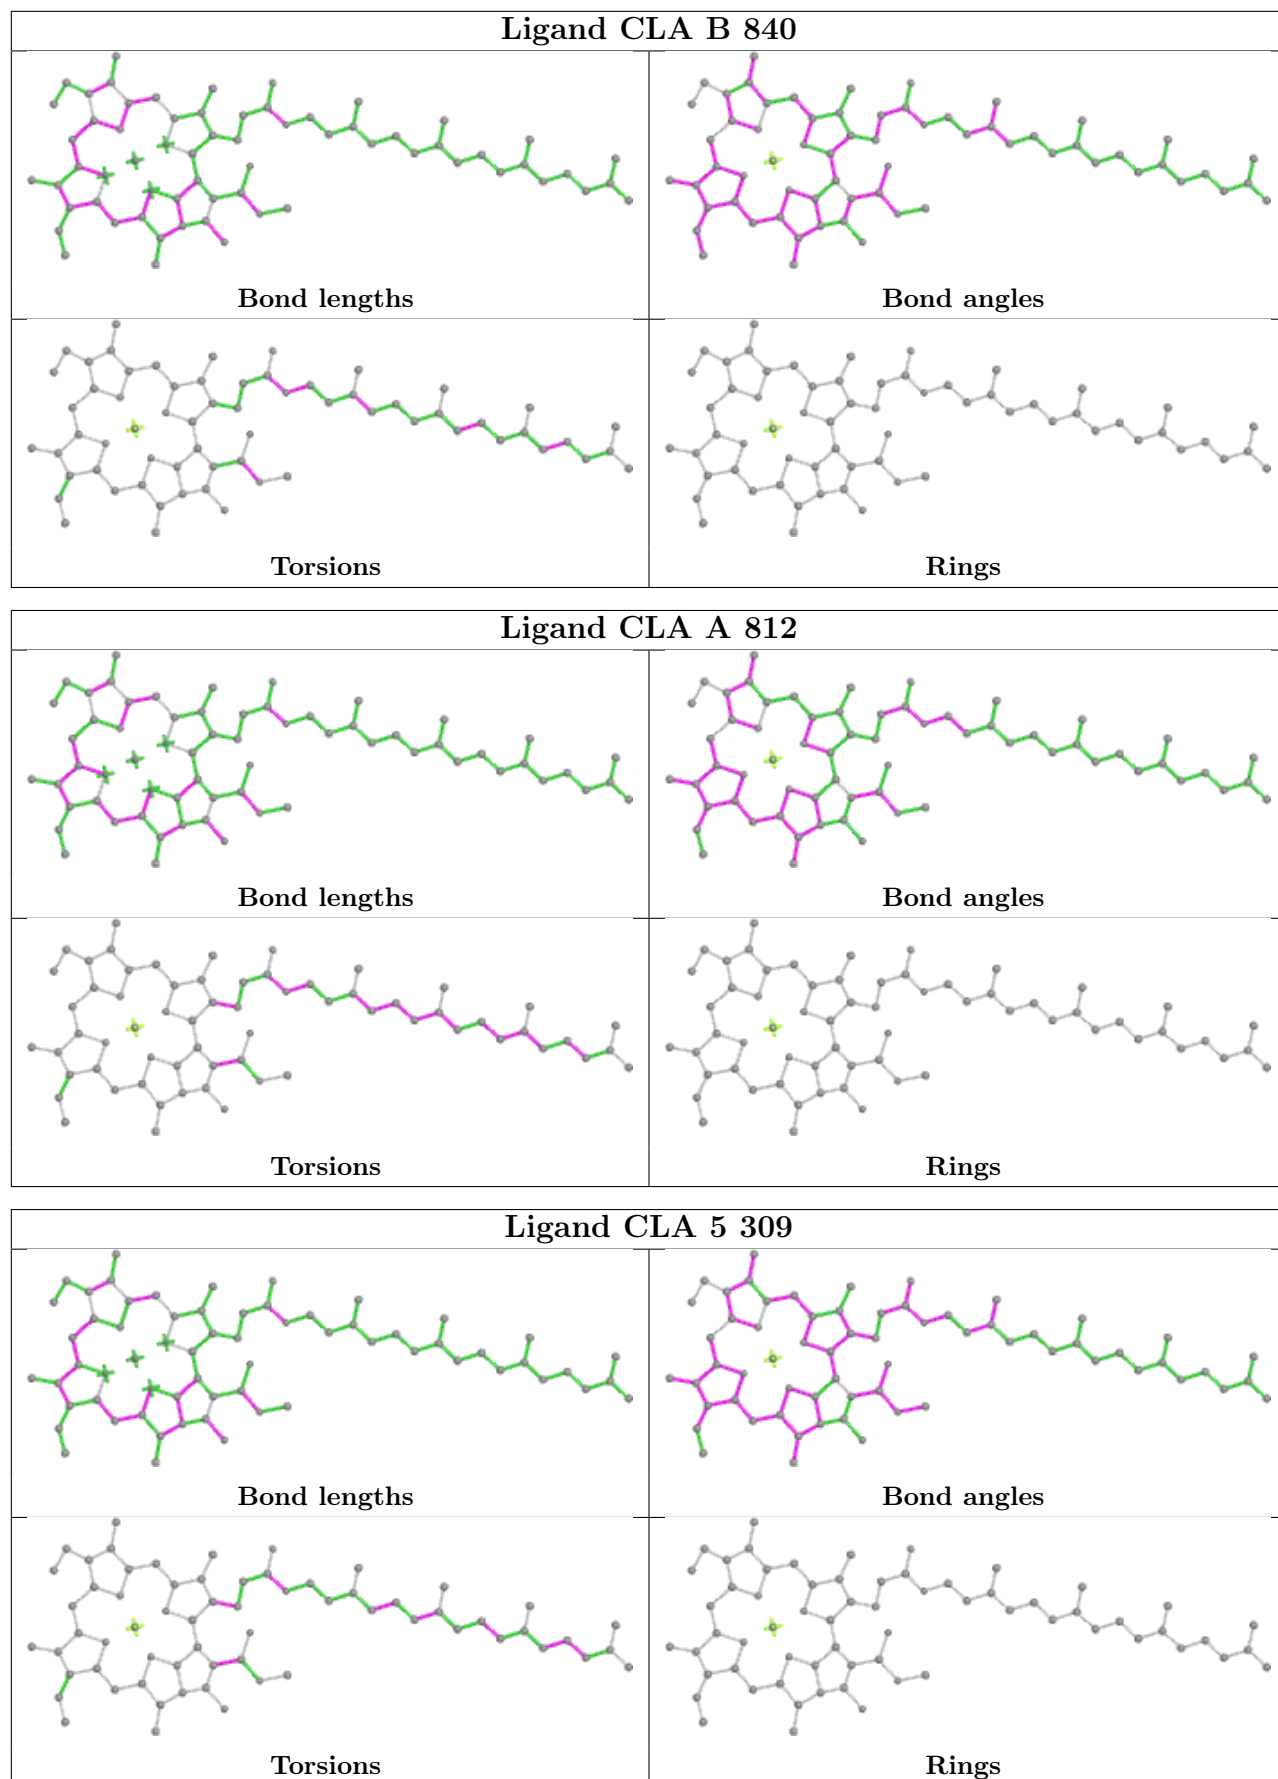 Ligand CLA B 840
Bond lengths
Bond angles
Torsions
Rings
Ligand CLA A 812
Bond lengths
Bond angles
Torsions
Rings
Ligand CLA 5 309
Bond lengths
Bond angles
Torsions
Rings